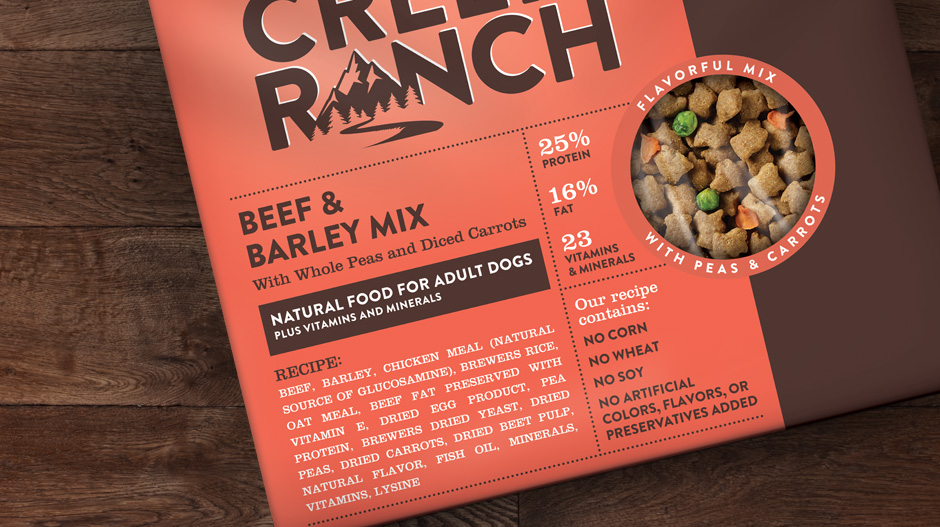 RANCH
BEEF &
BARLEY MIX
With Whole Peas and Diced Carrots
NATURAL FOOD FOR ADULT DOGS
PLUS VITAMINS AND MINERALS
RECIPE:
BEEF, BARLEY, CHICKEN MEAL (NATURAL
SOURCE OF GLUCOSAMINE), BREWERS RICE,
OAT MEAL, BEEF FAT PRESERVED WITH
VITAMIN E, DRIED EGG PRODUCT, PEA
PROTEIN, BREWERS DRIED YEAST, DRIED
PEAS, DRIED CARROTS, DRIED BEET PULP,
NATURAL FLAVOR, FISH OIL, MINERALS,
VITAMINS, LYSINE
25%
PROTEIN
16%
FAT
23
VITAMINS
& MINERALS
Our recipe
contains:
NO CORN
NO WHEAT
NO SOY
NO ARTIFICIAL
COLORS, FLAVORS, OR
PRESERVATIVES ADDED
FLAVORFUL MIX
WITH PEAS & CARROTS